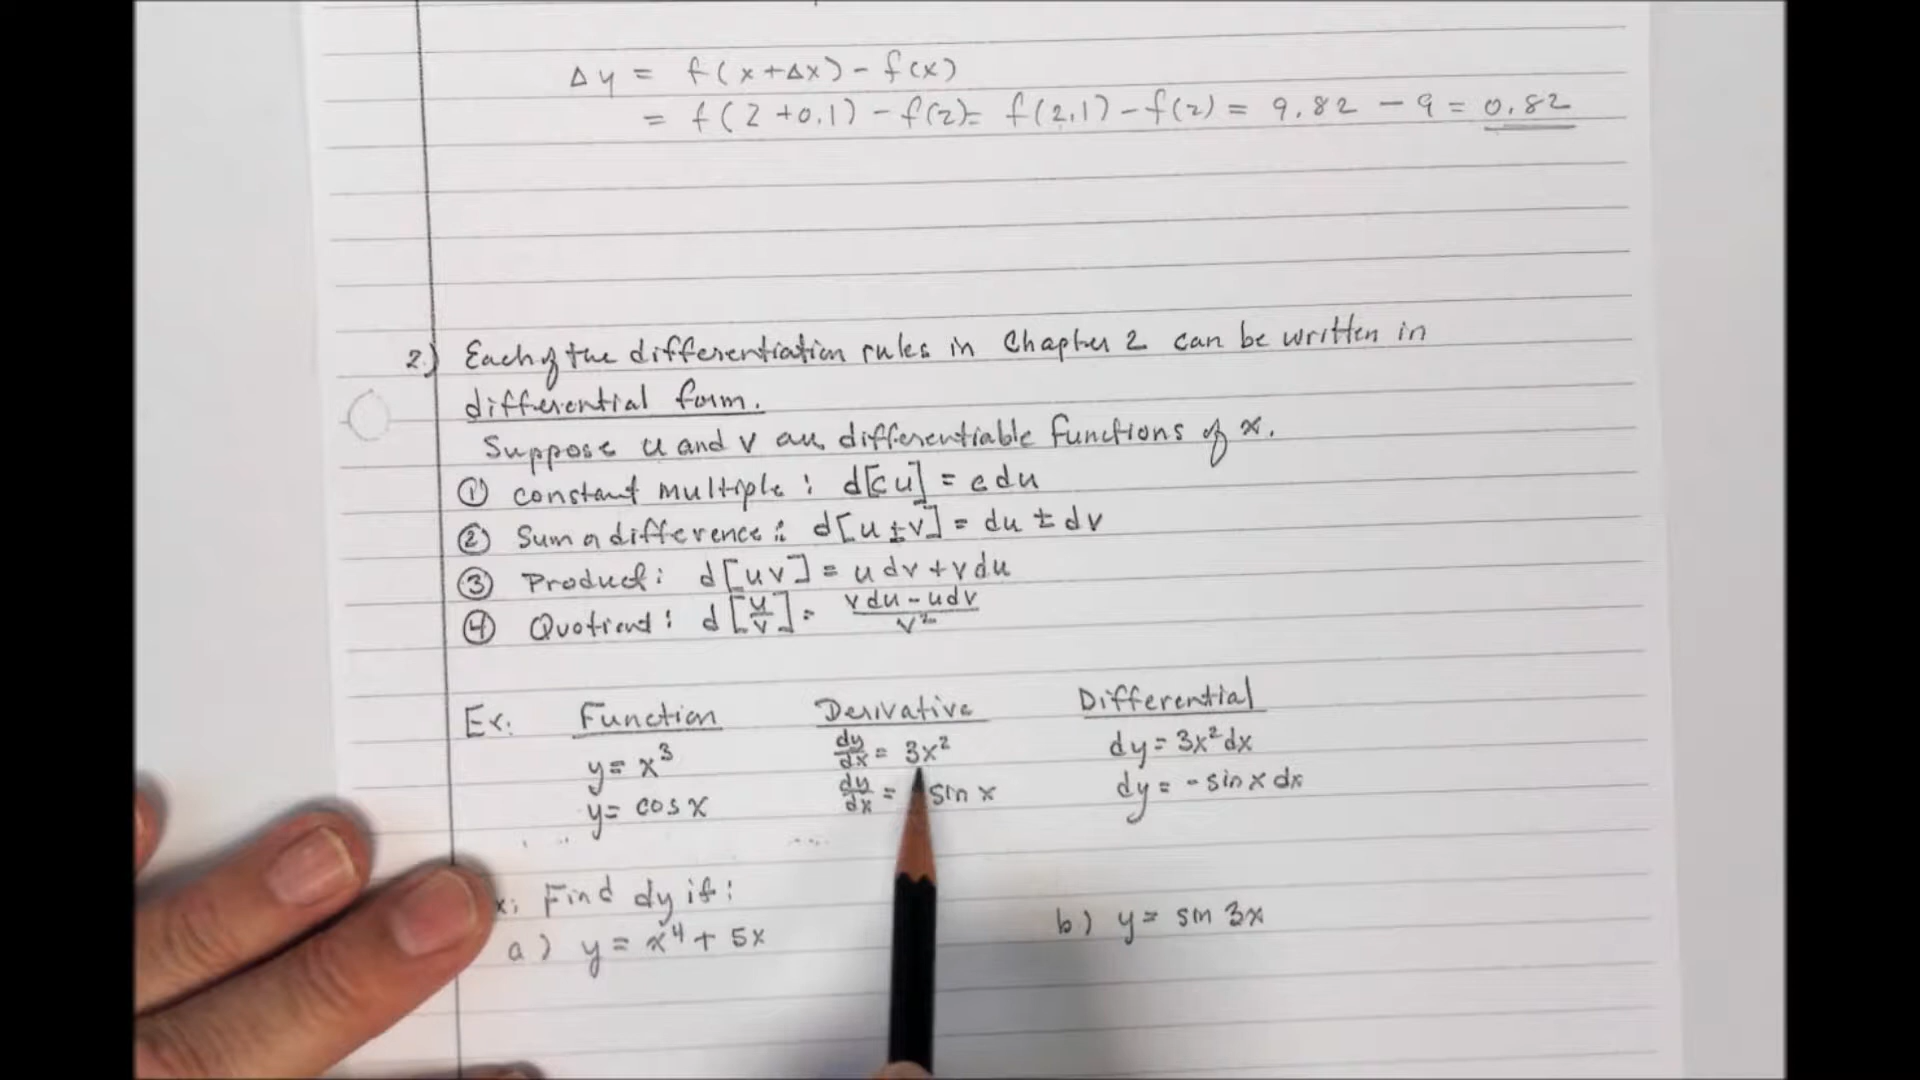 Δy = f(x+Δx) - f(x)
= f(2+0.1) - f(2) = f(2.1) - f(2) = 9.82 - 9 = 0.82
2.) Each of the differentiation rules in Chapter 2 can be written in
differential form.
Suppose u and v are differentiable functions of x.
① constant multiple: d[cu] = c du
② Sum or difference: d[u±v] = du ± dv
③ Product: d[uv] = u dv + v du
④ Quotient: d[u/v] = (v du - u dv)/v²
Ex: Function Derivative Differential
y = x³ dy/dx = 3x² dy = 3x² dx
y = cos x dy/dx = sin x dy = -sin x dx
x: Find dy if:
a) y = x⁴ + 5x b) y = sin 3x